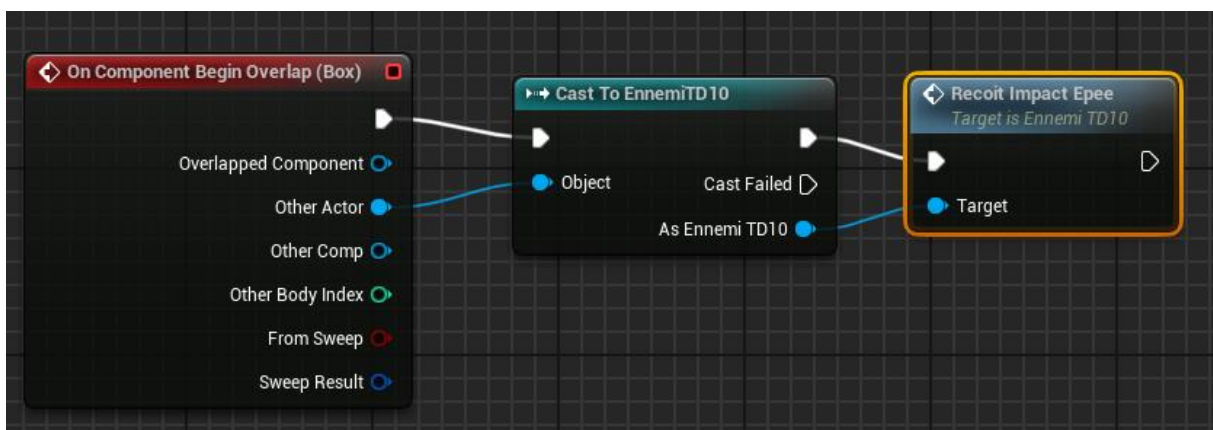 On Component Begin Overlap (Box)
Overlapped Component
Other Actor
Other Comp
Other Body Index
From Sweep
Sweep Result
Cast To EnnemiTD10
Object
Cast Failed
As Ennemi TD10
Recoit Impact Epee
Target is Ennemi TD10
Target